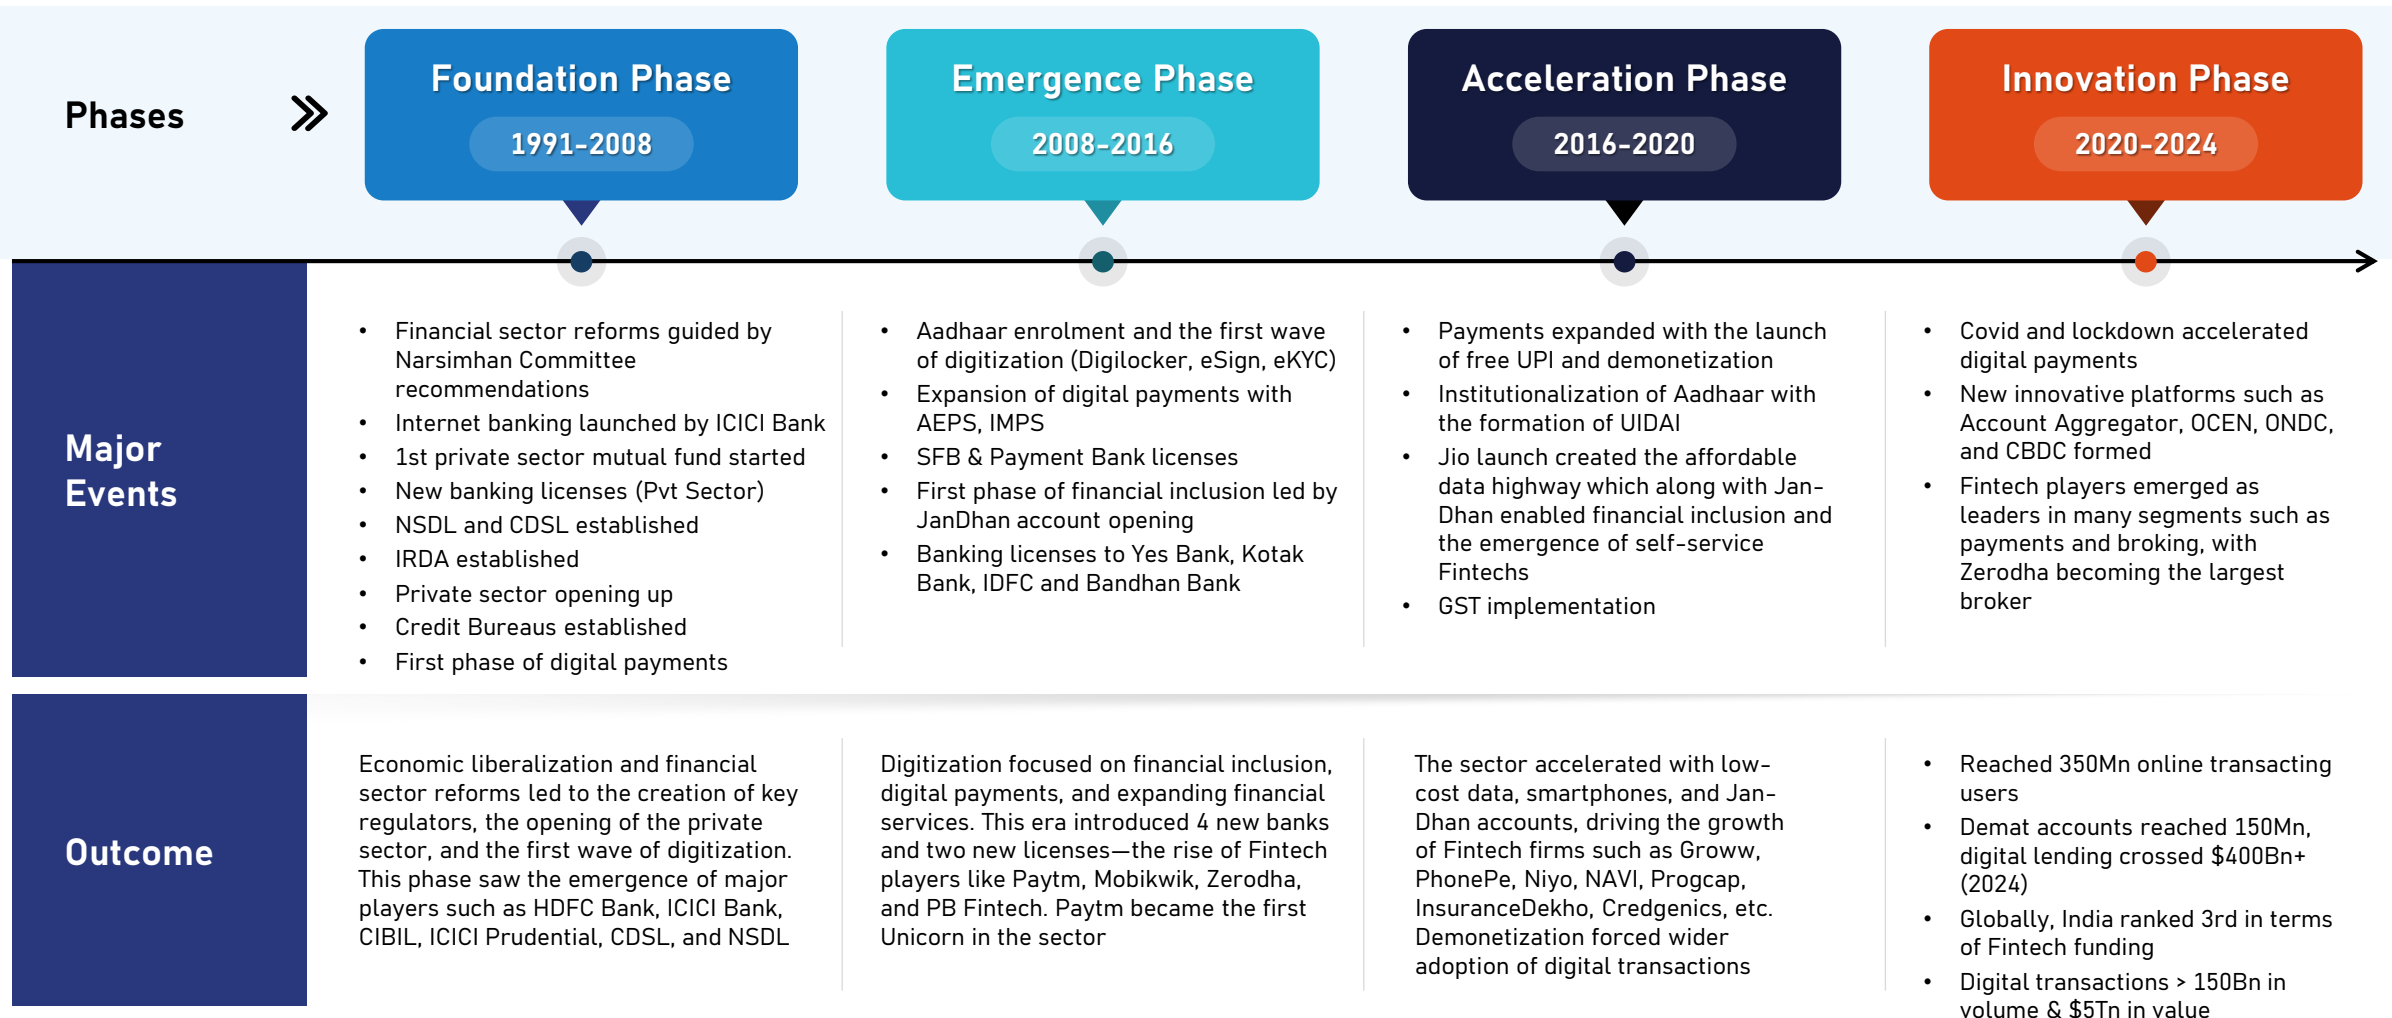 Phases
Foundation Phase
1991-2008
Emergence Phase
2008-2016
Acceleration Phase
2016-2020
Innovation Phase
2020-2024
Major
Events
• Financial sector reforms guided by
Narsimhan Committee
recommendations
• Internet banking launched by ICICI Bank
• 1st private sector mutual fund started
• New banking licenses (Pvt Sector)
• NSDL and CDSL established
• IRDA established
• Private sector opening up
• Credit Bureaus established
• First phase of digital payments
• Aadhaar enrolment and the first wave
of digitization (Digilocker, eSign, eKYC)
• Expansion of digital payments with
AEPS, IMPS
• SFB & Payment Bank licenses
• First phase of financial inclusion led by
JanDhan account opening
• Banking licenses to Yes Bank, Kotak
Bank, IDFC and Bandhan Bank
• Payments expanded with the launch
of free UPI and demonetization
• Institutionalization of Aadhaar with
the formation of UIDAI
• Jio launch created the affordable
data highway which along with Jan-
Dhan enabled financial inclusion and
the emergence of self-service
Fintechs
• GST implementation
• Covid and lockdown accelerated
digital payments
• New innovative platforms such as
Account Aggregator, OCEN, ONDC,
and CBDC formed
• Fintech players emerged as
leaders in many segments such as
payments and broking, with
Zerodha becoming the largest
broker
Outcome
Economic liberalization and financial
sector reforms led to the creation of key
regulators, the opening of the private
sector, and the first wave of digitization.
This phase saw the emergence of major
players such as HDFC Bank, ICICI Bank,
CIBIL, ICICI Prudential, CDSL, and NSDL
Digitization focused on financial inclusion,
digital payments, and expanding financial
services. This era introduced 4 new banks
and two new licenses—the rise of Fintech
players like Paytm, Mobikwik, Zerodha,
and PB Fintech. Paytm became the first
Unicorn in the sector
The sector accelerated with low-
cost data, smartphones, and Jan-
Dhan accounts, driving the growth
of Fintech firms such as Groww,
PhonePe, Niyo, NAVI, Progcap,
InsuranceDekho, Credgenics, etc.
Demonetization forced wider
adoption of digital transactions
• Reached 350Mn online transacting
users
• Demat accounts reached 150Mn,
digital lending crossed $400Bn+
(2024)
• Globally, India ranked 3rd in terms
of Fintech funding
• Digital transactions > 150Bn in
volume & $5Tn in value